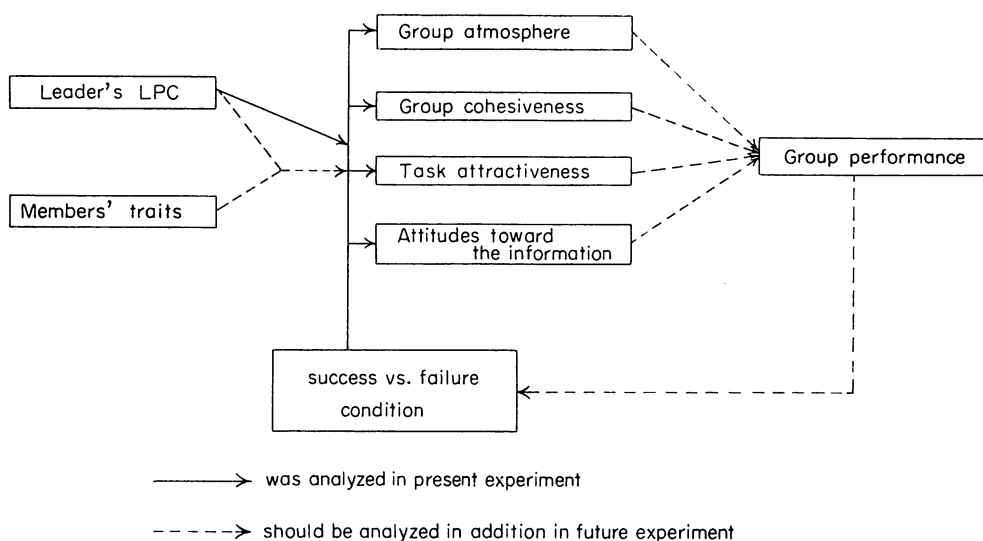 Group atmosphere
Leader's LPC
Group cohesiveness
Group performance
Task attractiveness
Members' traits
Attitudes toward
the information
success vs. failure
condition
was analyzed in present experiment
should be analyzed in addition in future experiment